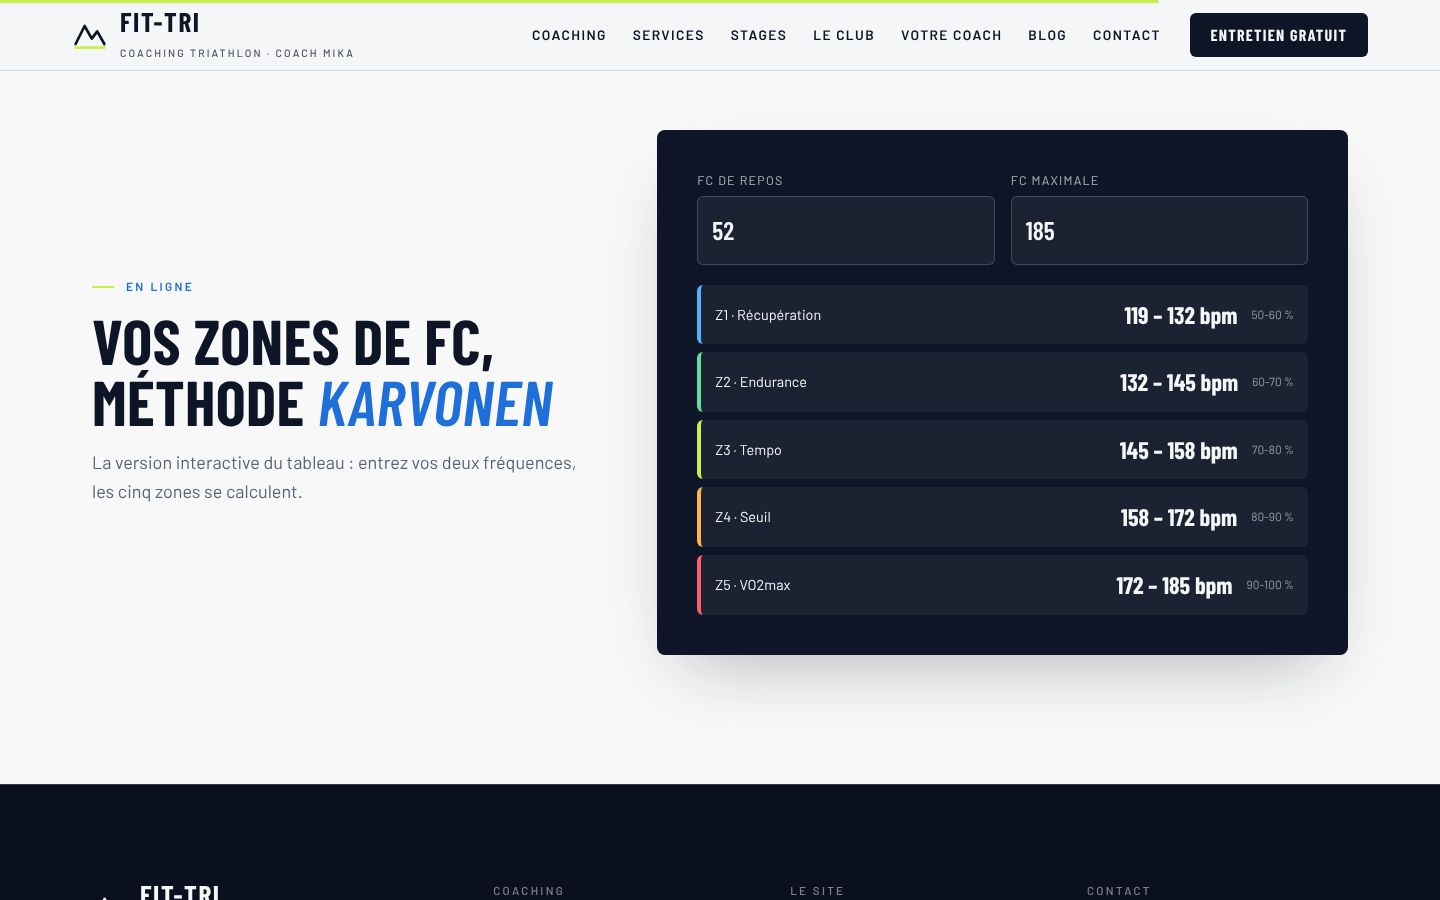 FIT-TRI
COACHING TRIATHLON · COACH MIKA
COACHING SERVICES STAGES LE CLUB VOTRE COACH BLOG CONTACT ENTRETIEN GRATUIT
EN LIGNE
VOS ZONES DE FC,
MÉTHODE KARVONEN
La version interactive du tableau : entrez vos deux fréquences,
les cinq zones se calculent.
FC DE REPOS FC MAXIMALE
52 185
Z1 · Récupération 119 – 132 bpm 50-60 %
Z2 · Endurance 132 – 145 bpm 60-70 %
Z3 · Tempo 145 – 158 bpm 70-80 %
Z4 · Seuil 158 – 172 bpm 80-90 %
Z5 · VO2max 172 – 185 bpm 90-100 %
FIT-TRI
COACHING LE SITE CONTACT